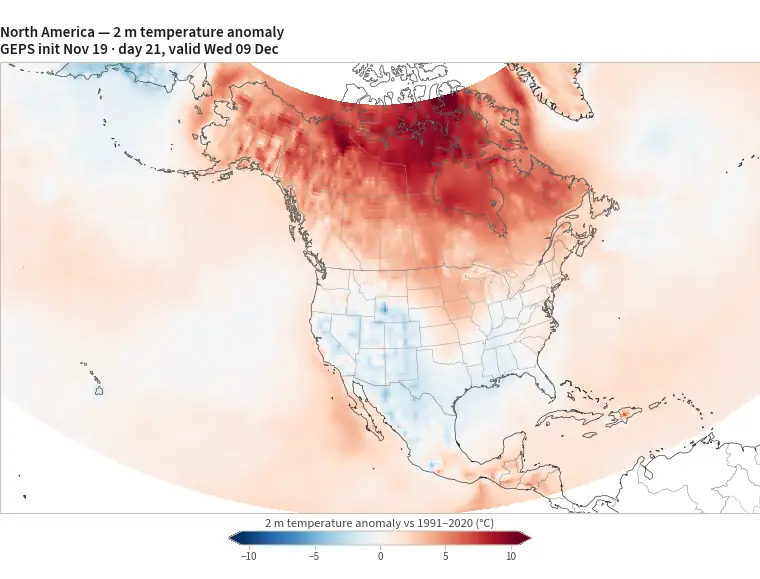 North America — 2 m temperature anomaly
GEPS init Nov 19 · day 21, valid Wed 09 Dec
2 m temperature anomaly vs 1991–2020 (°C)
−10 −5 0 5 10